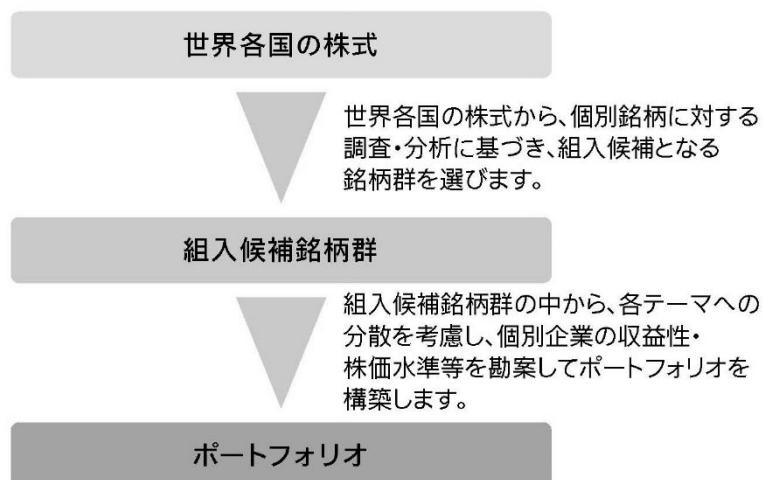 世界各国の株式
世界各国の株式から、個別銘柄に対する
調査・分析に基づき、組入候補となる
銘柄群を選びます。
組入候補銘柄群
組入候補銘柄群の中から、各テーマへの
分散を考慮し、個別企業の収益性・
株価水準等を勘案してポートフォリオを
構築します。
ポートフォリオ